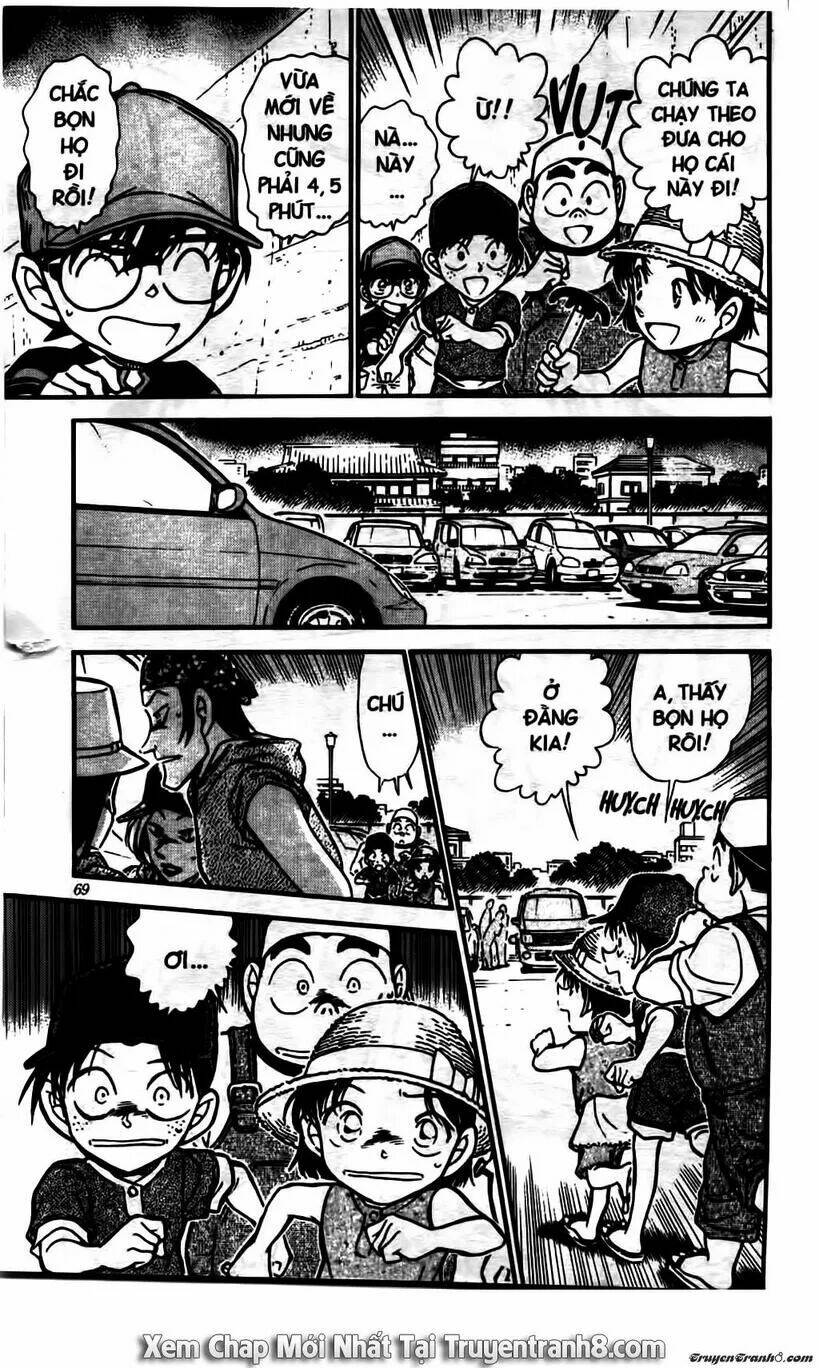 CHỨNG TA
CHẠY THEO
ĐƯA CHO
HỌ CÁI
NÀY ĐI!
VỤT
Ừ!!
NÀ...
NÀY
...
VỪA
MỚI VỀ
NHƯNG
CŨNG
PHẢI 4, 5
PHÚT...
CHẮC
BỌN
HỌ
ĐI
RỒI!
A, THẤY
BỌN HỌ
RỒI!
Ở
ĐẰNG
KIA!
HUỴCH
HUỴCH
CHÚ
...
69
ƠI...
Xem Chap Mới Nhất Tại Truyentranh8.com
TruyenTranh8.com